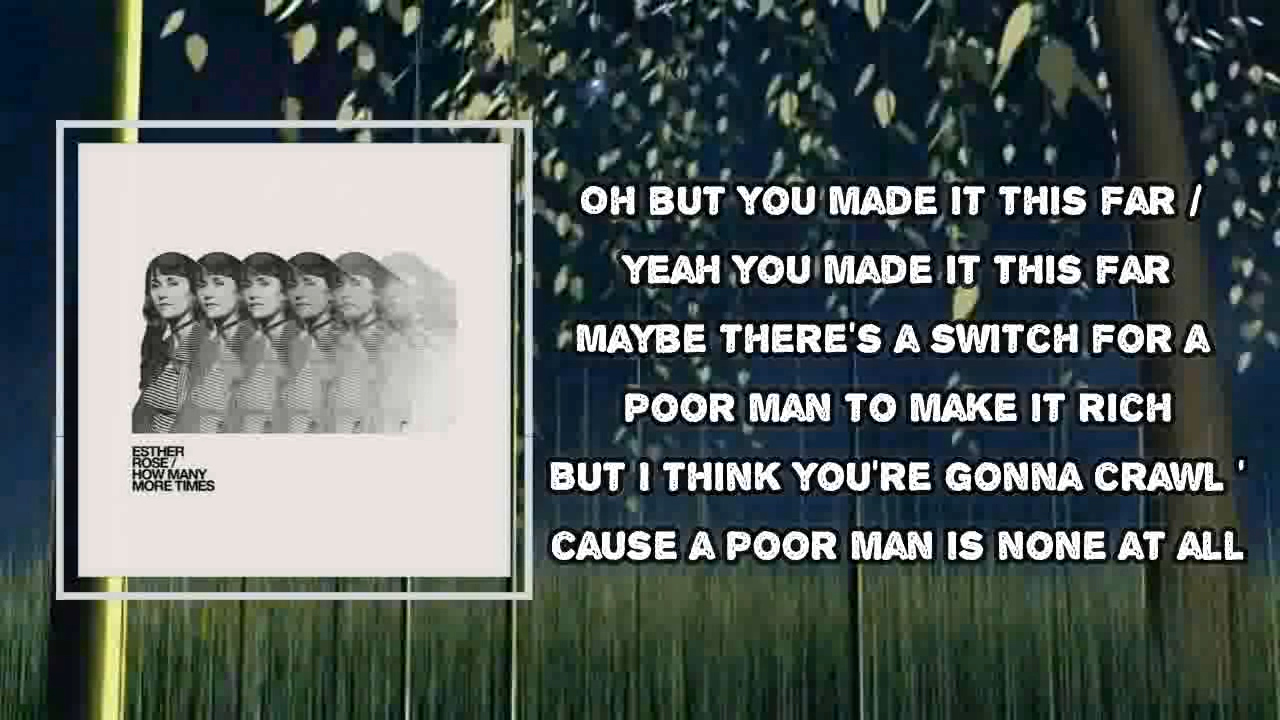 ESTHER
ROSE /
HOW MANY
MORE TIMES
OH BUT YOU MADE IT THIS FAR /
YEAH YOU MADE IT THIS FAR
MAYBE THERE'S A SWITCH FOR A
POOR MAN TO MAKE IT RICH
BUT I THINK YOU'RE GONNA CRAWL '
CAUSE A POOR MAN IS NONE AT ALL